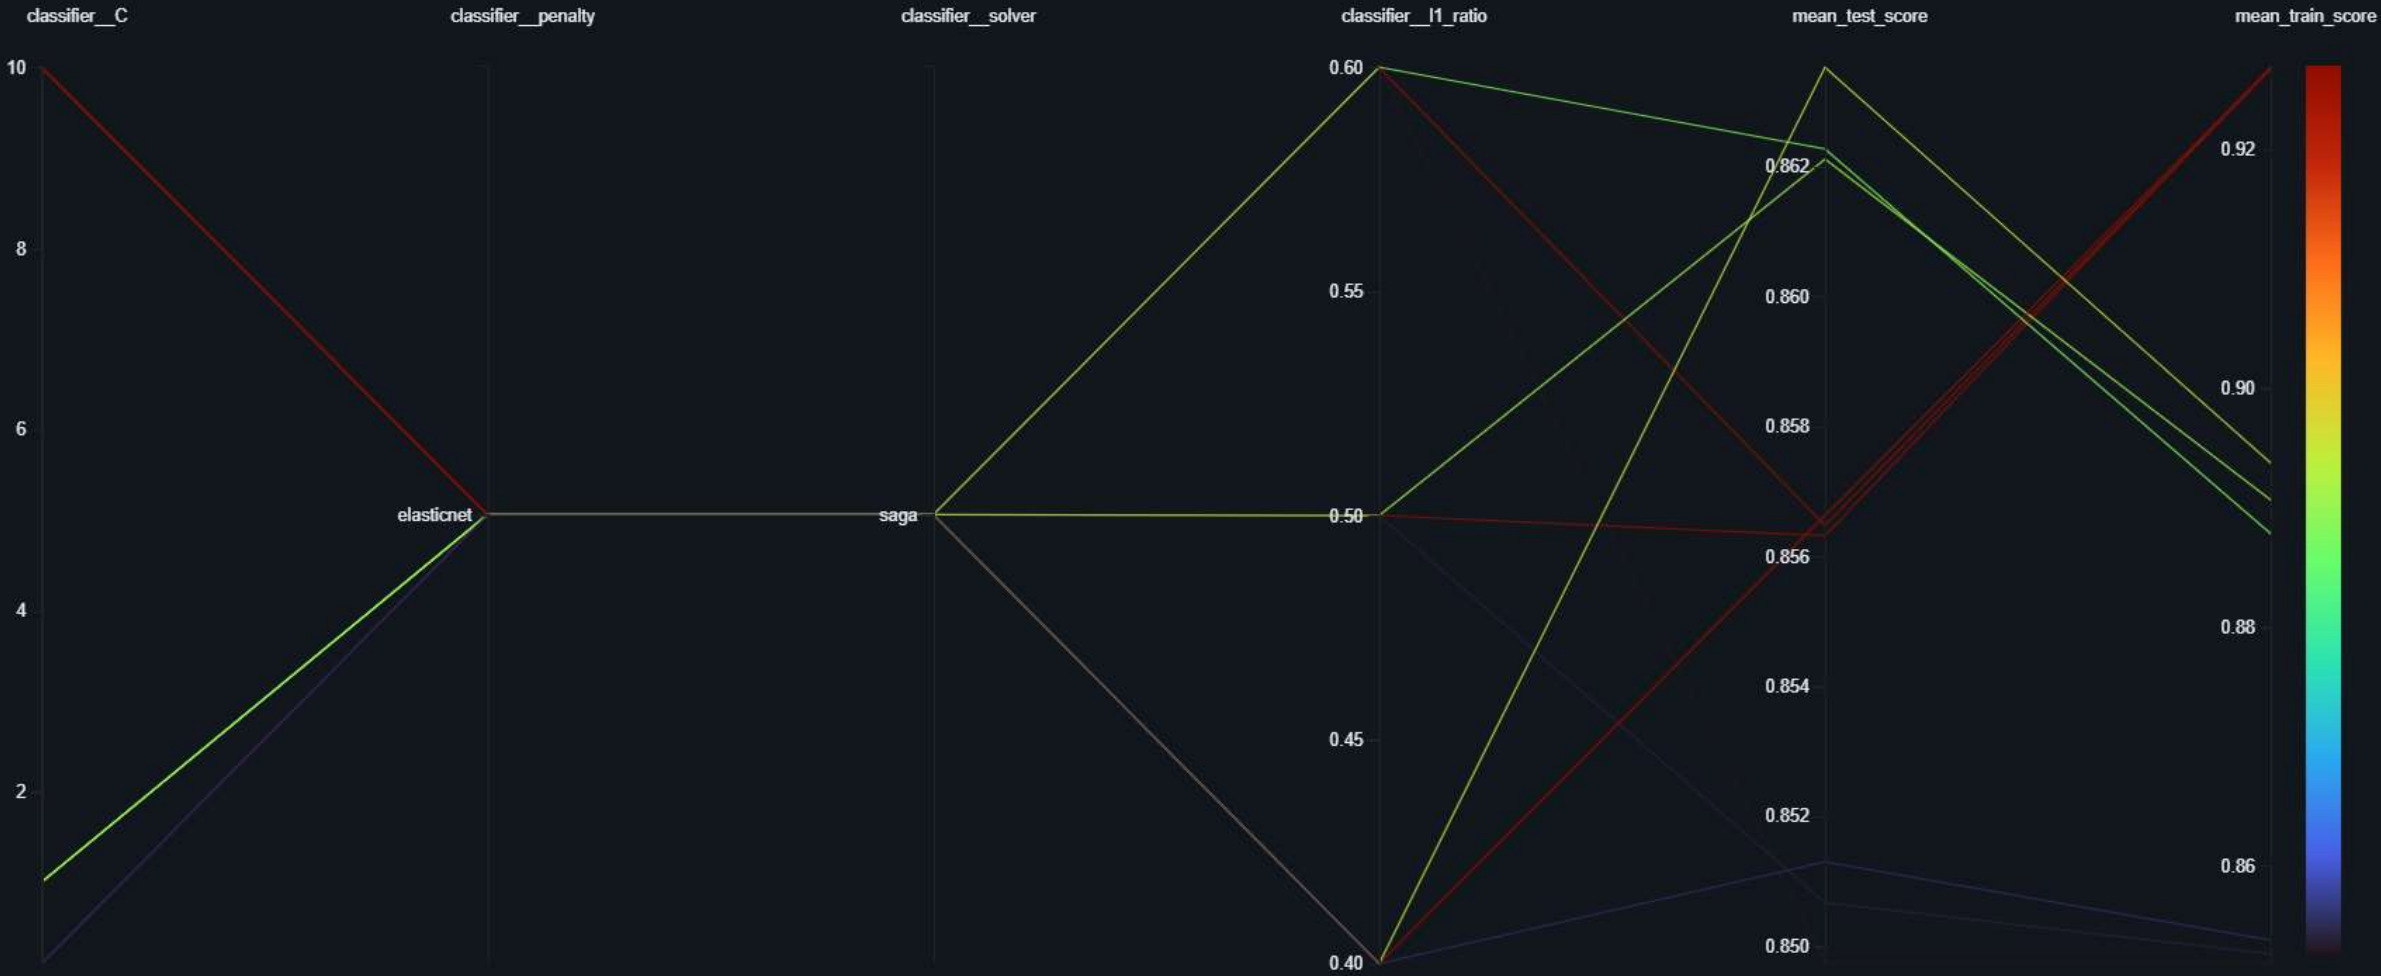 classifier__C
classifier__penalty
classifier__solver
classifier__l1_ratio
mean_test_score
mean_train_score
10
8
6
4
2
elasticnet
saga
0.60
0.55
0.50
0.45
0.40
0.862
0.860
0.858
0.856
0.854
0.852
0.850
0.92
0.90
0.88
0.86